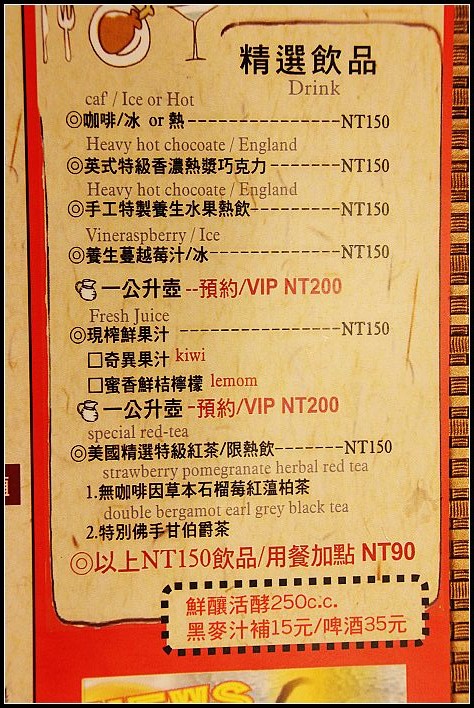 精選飲品
Drink
caf' / Ice or Hot
◎咖啡/冰 or 熱----------------NT150
Heavy hot chocoate / England
◎英式特級香濃熱漿巧克力--------NT150
Heavy hot chocoate / England
◎手工特製養生水果熱飲----------NT150
Vineraspberry / Ice
◎養生蔓越莓汁/冰--------------NT150
一公升壺--預約/VIP NT200
Fresh Juice
◎現榨鮮果汁 -----------------NT150
□奇異果汁 kiwi
□蜜香鮮桔檸檬 lemom
一公升壺-預約/VIP NT200
special red-tea
◎美國精選特級紅茶/限熱飲-------NT150
strawberry pomegranate herbal red tea
1.無咖啡因草本石榴莓紅薀柏茶
double bergamot earl grey black tea
2.特別佛手甘伯爵茶
◎以上NT150飲品/用餐加點 NT90
鮮釀活酵250c.c.
黑麥汁補15元/啤酒35元